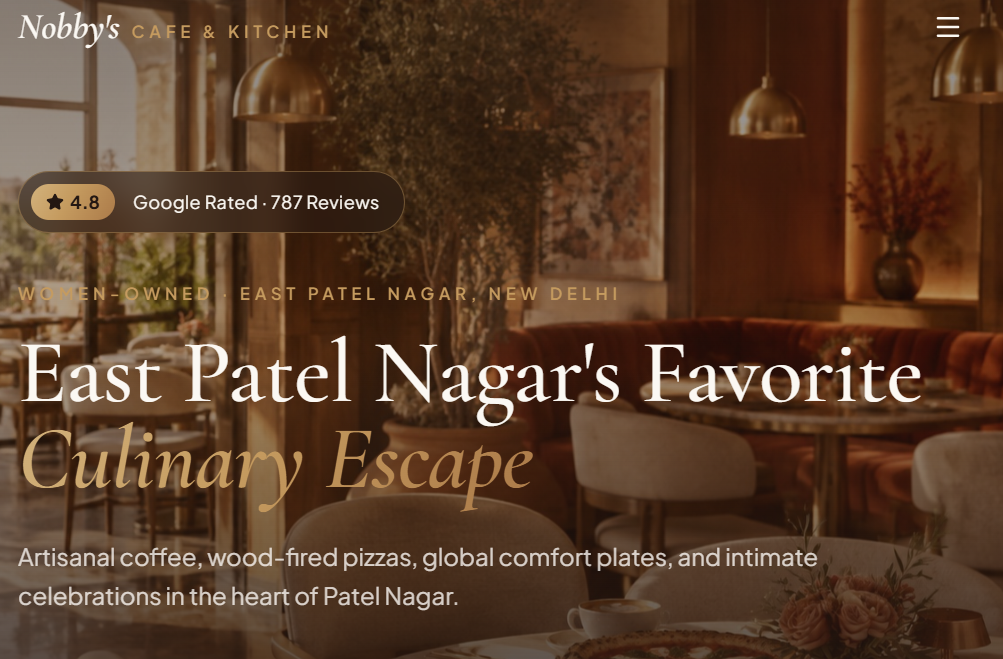 Nobby's CAFE & KITCHEN
4.8 Google Rated · 787 Reviews
WOMEN-OWNED · EAST PATEL NAGAR, NEW DELHI
East Patel Nagar's Favorite
Culinary Escape
Artisanal coffee, wood-fired pizzas, global comfort plates, and intimate
celebrations in the heart of Patel Nagar.